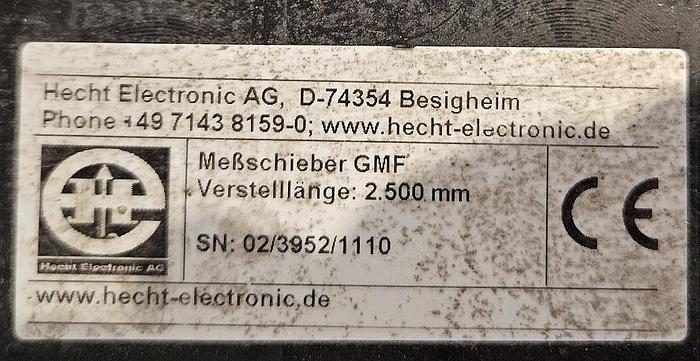 Hecht Electronic AG, D-74354 Besigheim
Phone +49 7143 8159-0; www.hecht-electronic.de
Meßschieber GMF
Verstelllänge: 2.500 mm
SN: 02/3952/1110
CE
Hecht Electronic AG
www.hecht-electronic.de